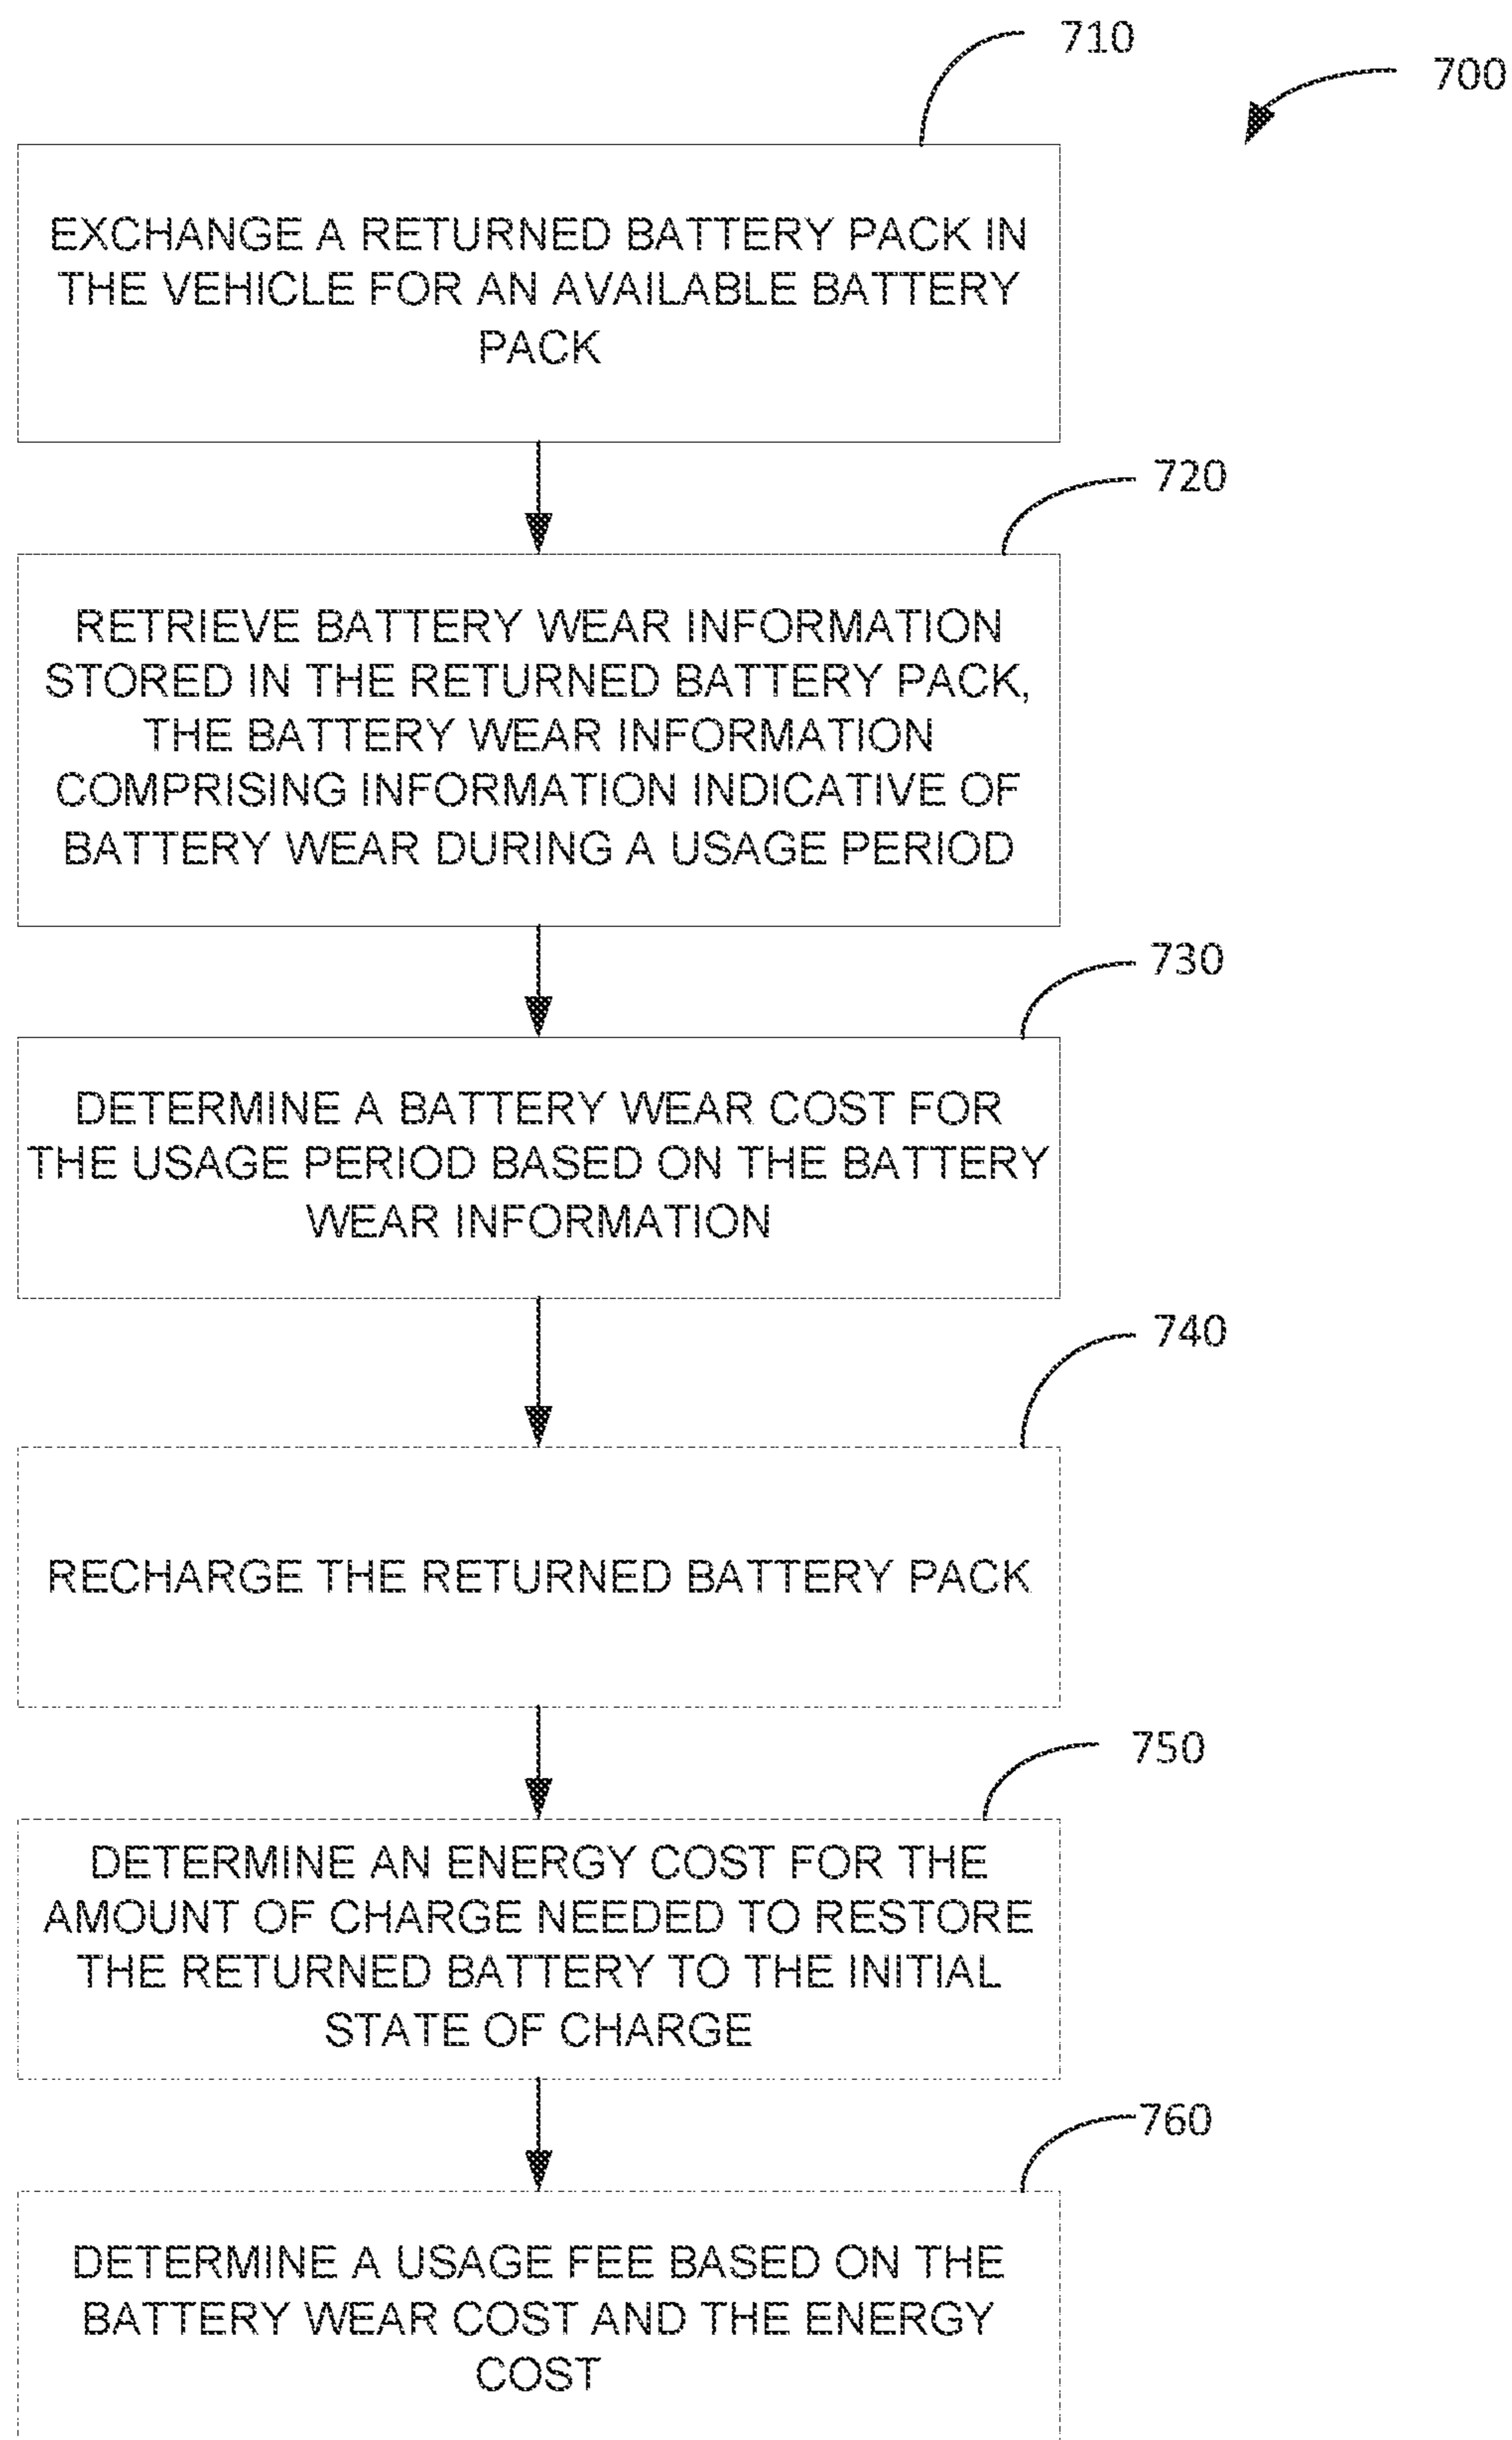 710
700
EXCHANGE A RETURNED BATTERY PACK IN
THE VEHICLE FOR AN AVAILABLE BATTERY
PACK
720
RETRIEVE BATTERY WEAR INFORMATION
STORED IN THE RETURNED BATTERY PACK,
THE BATTERY WEAR INFORMATION
COMPRISING INFORMATION INDICATIVE OF
BATTERY WEAR DURING A USAGE PERIOD
730
DETERMINE A BATTERY WEAR COST FOR
THE USAGE PERIOD BASED ON THE BATTERY
WEAR INFORMATION
740
RECHARGE THE RETURNED BATTERY PACK
750
DETERMINE AN ENERGY COST FOR THE
AMOUNT OF CHARGE NEEDED TO RESTORE
THE RETURNED BATTERY TO THE INITIAL
STATE OF CHARGE
760
DETERMINE A USAGE FEE BASED ON THE
BATTERY WEAR COST AND THE ENERGY
COST